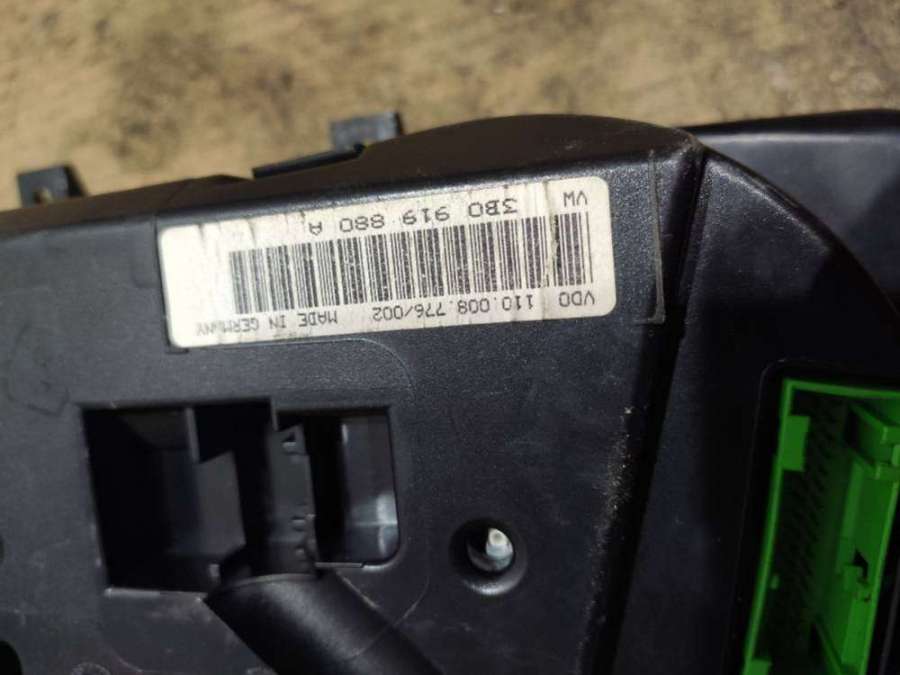 VW
3B0 919 880 A
VDO 110.008.776/002 MADE IN GERMANY